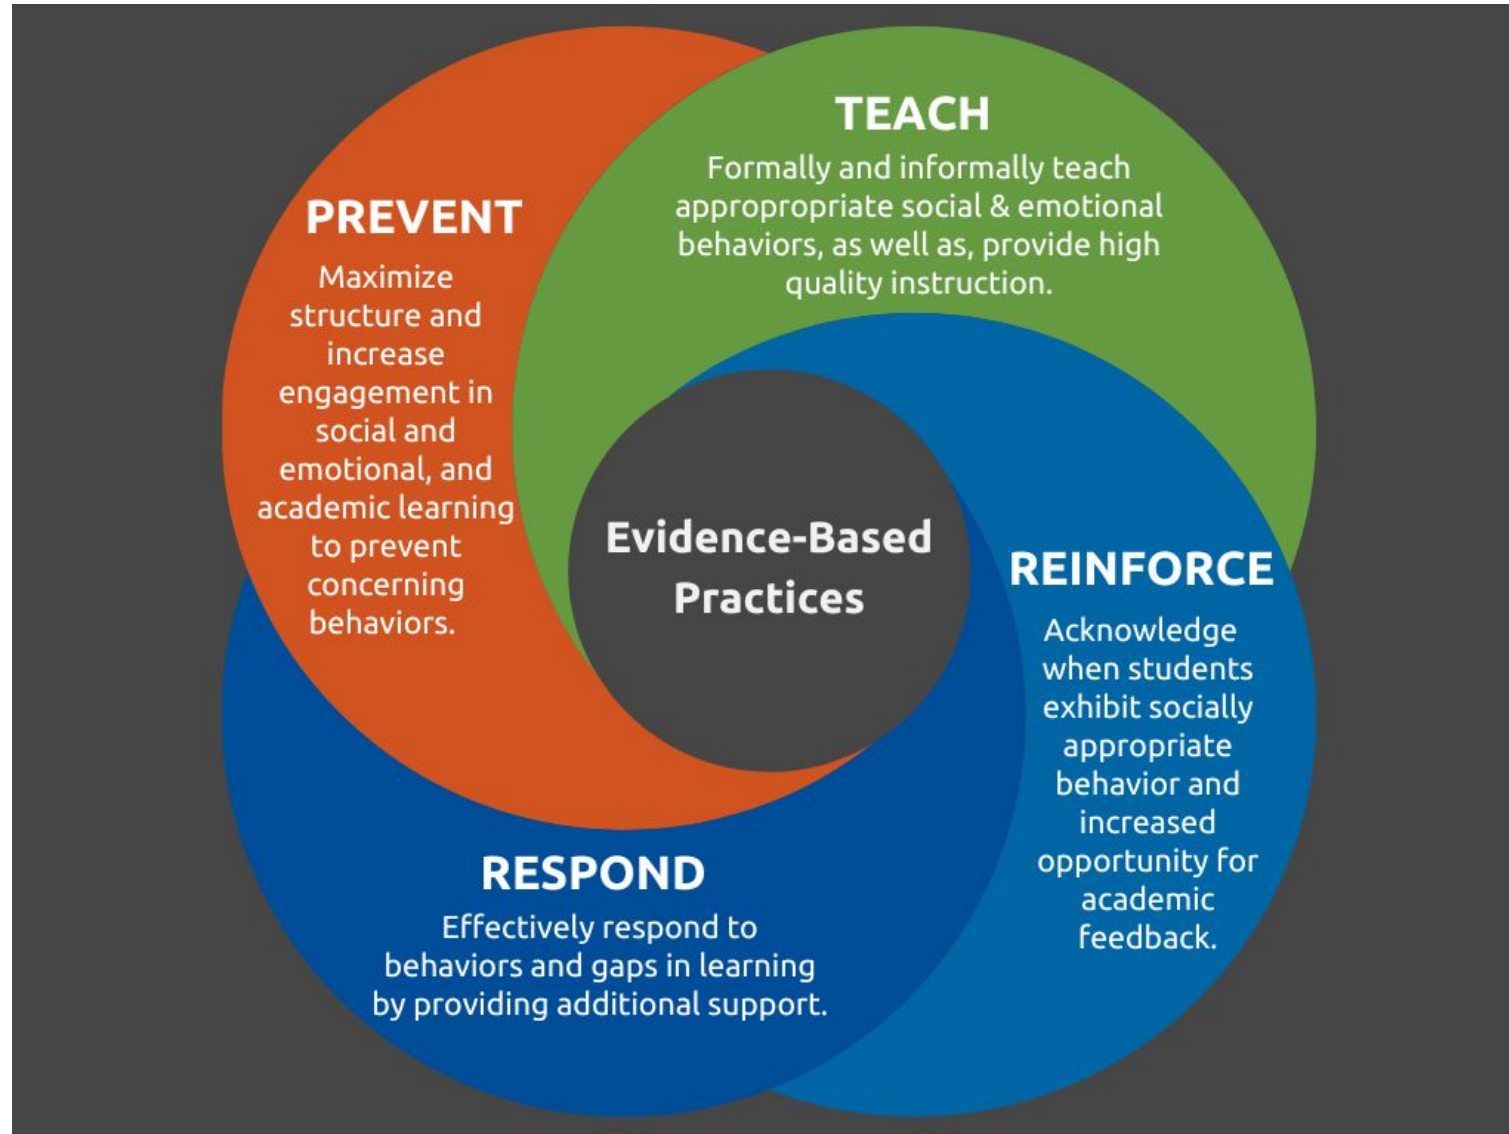 TEACH
Formally and informally teach
appropropriate social & emotional
behaviors, as well as, provide high
quality instruction.
PREVENT
Maximize
structure and
increase
engagement in
social and
emotional, and
academic learning
to prevent
concerning
behaviors.
Evidence-Based
Practices
REINFORCE
Acknowledge
when students
exhibit socially
appropriate
behavior and
increased
opportunity for
academic
feedback.
RESPOND
Effectively respond to
behaviors and gaps in learning
by providing additional support.